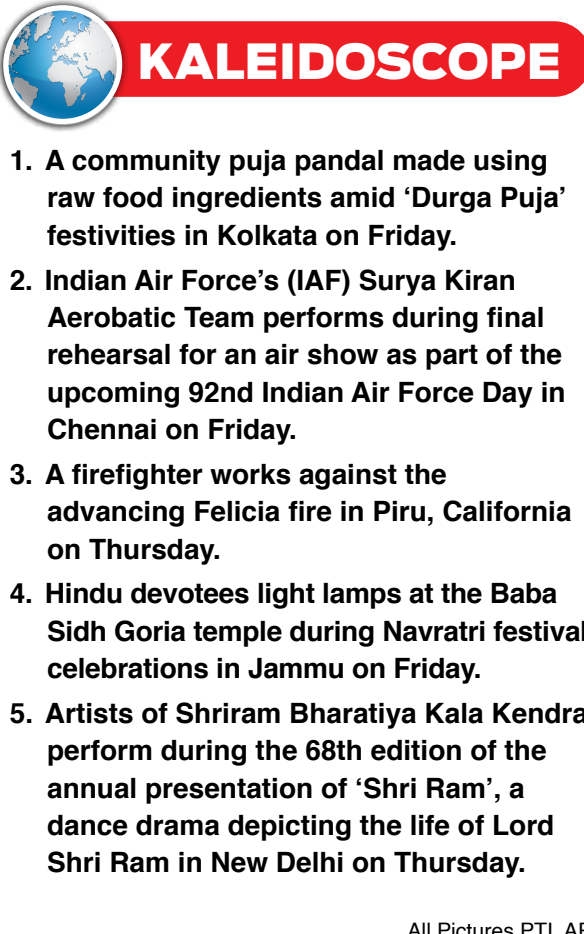 KALEIDOSCOPE
1. A community puja pandal made using
raw food ingredients amid ‘Durga Puja’
festivities in Kolkata on Friday.
2. Indian Air Force’s (IAF) Surya Kiran
Aerobatic Team performs during final
rehearsal for an air show as part of the
upcoming 92nd Indian Air Force Day in
Chennai on Friday.
3. A firefighter works against the
advancing Felicia fire in Piru, California
on Thursday.
4. Hindu devotees light lamps at the Baba
Sidh Goria temple during Navratri festival
celebrations in Jammu on Friday.
5. Artists of Shriram Bharatiya Kala Kendra
perform during the 68th edition of the
annual presentation of ‘Shri Ram’, a
dance drama depicting the life of Lord
Shri Ram in New Delhi on Thursday.
All Pictures PTI,